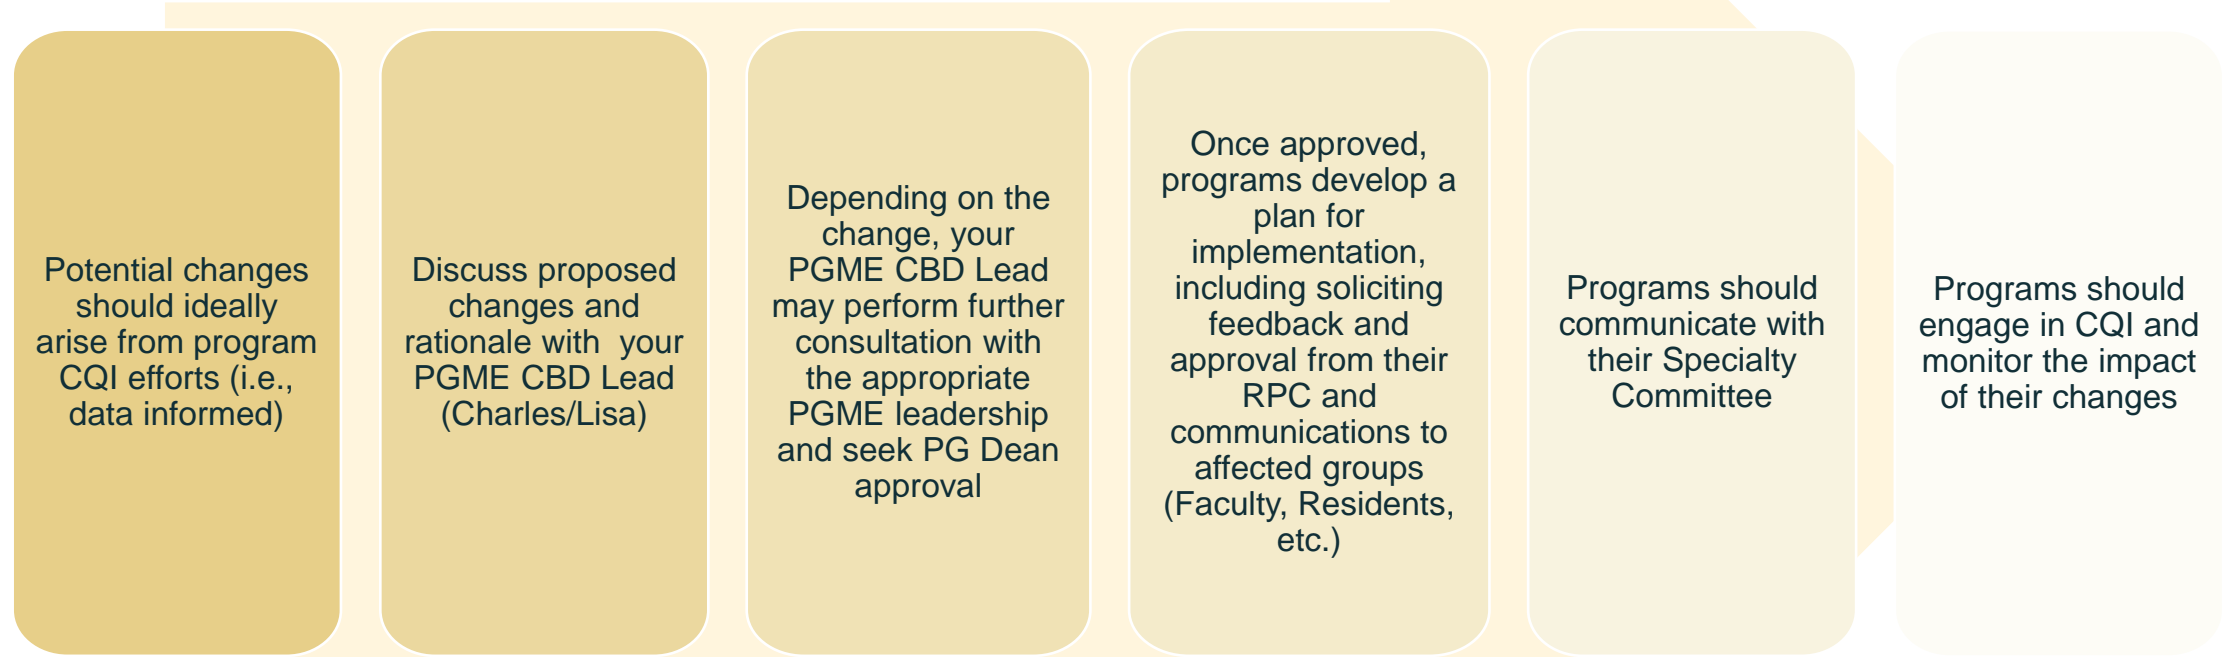 Potential changes
should ideally
arise from program
CQI efforts (i.e.,
data informed)
Discuss proposed
changes and
rationale with  your
PGME CBD Lead
(Charles/Lisa)
Depending on the
change, your
PGME CBD Lead
may perform further
consultation with
the appropriate
PGME leadership
and seek PG Dean
approval
Once approved,
programs develop a
plan for
implementation,
including soliciting
feedback and
approval from their
RPC and
communications to
affected groups
(Faculty, Residents,
etc.)
Programs should
communicate with
their Specialty
Committee
Programs should
engage in CQI and
monitor the impact
of their changes